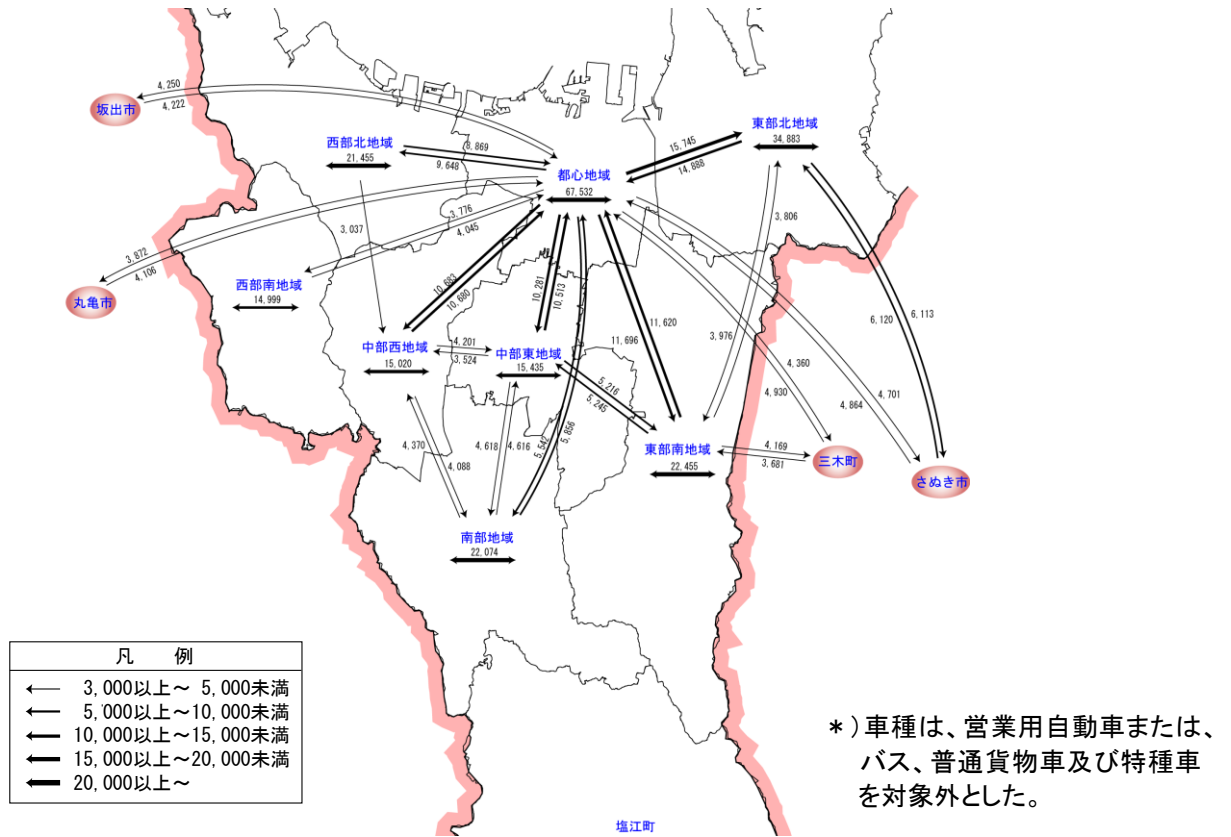 4,250
坂出市
4,222
東部北地域
34,883
西部北地域
21,455
8,869
9,648
15,745
14,888
都心地域
67,532
3,776
4,045
3,037
3,806
3,872
4,106
丸亀市
西部南地域
14,999
10,683
10,680
10,281
10,513
11,620
11,696
3,976
6,120
6,113
4,360
4,930
4,701
4,864
中部西地域
15,020
4,201
3,524
中部東地域
15,435
5,216
5,245
4,370
4,088
4,618
4,616
5,542
5,856
東部南地域
22,455
4,169
3,681
三木町
さぬき市
南部地域
22,074
凡 例
3,000以上~ 5,000未満
5,000以上~10,000未満
10,000以上~15,000未満
15,000以上~20,000未満
20,000以上~
*)車種は、営業用自動車または、
バス、普通貨物車及び特種車
を対象外とした。
塩江町